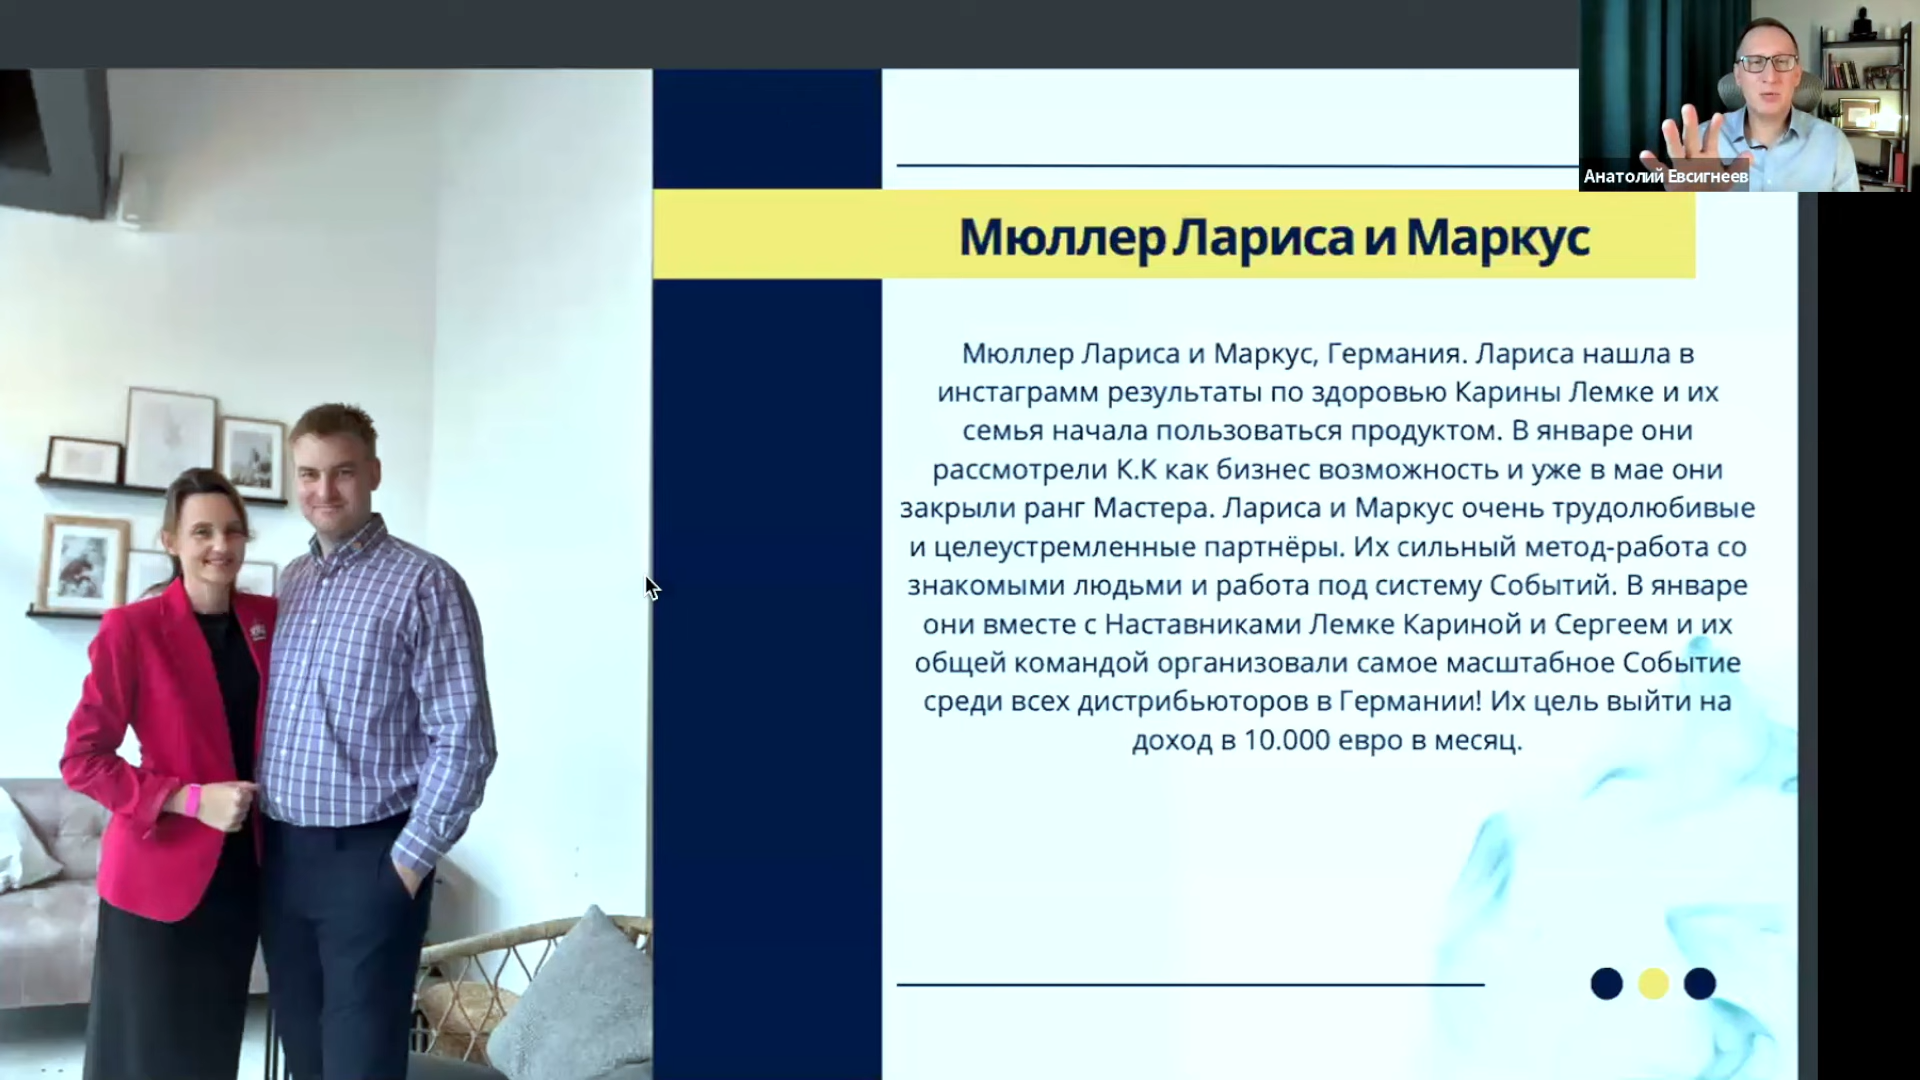 Анатолий Евсигнеев
Мюллер Лариса и Маркус
Мюллер Лариса и Маркус, Германия. Лариса нашла в
инстаграмм результаты по здоровью Карины Лемке и их
семья начала пользоваться продуктом. В январе они
рассмотрели К.К как бизнес возможность и уже в мае они
закрыли ранг Мастера. Лариса и Маркус очень трудолюбивые
и целеустремленные партнёры. Их сильный метод-работа со
знакомыми людьми и работа под систему Событий. В январе
они вместе с Наставниками Лемке Кариной и Сергеем и их
общей командой организовали самое масштабное Событие
среди всех дистрибьюторов в Германии! Их цель выйти на
доход в 10.000 евро в месяц.